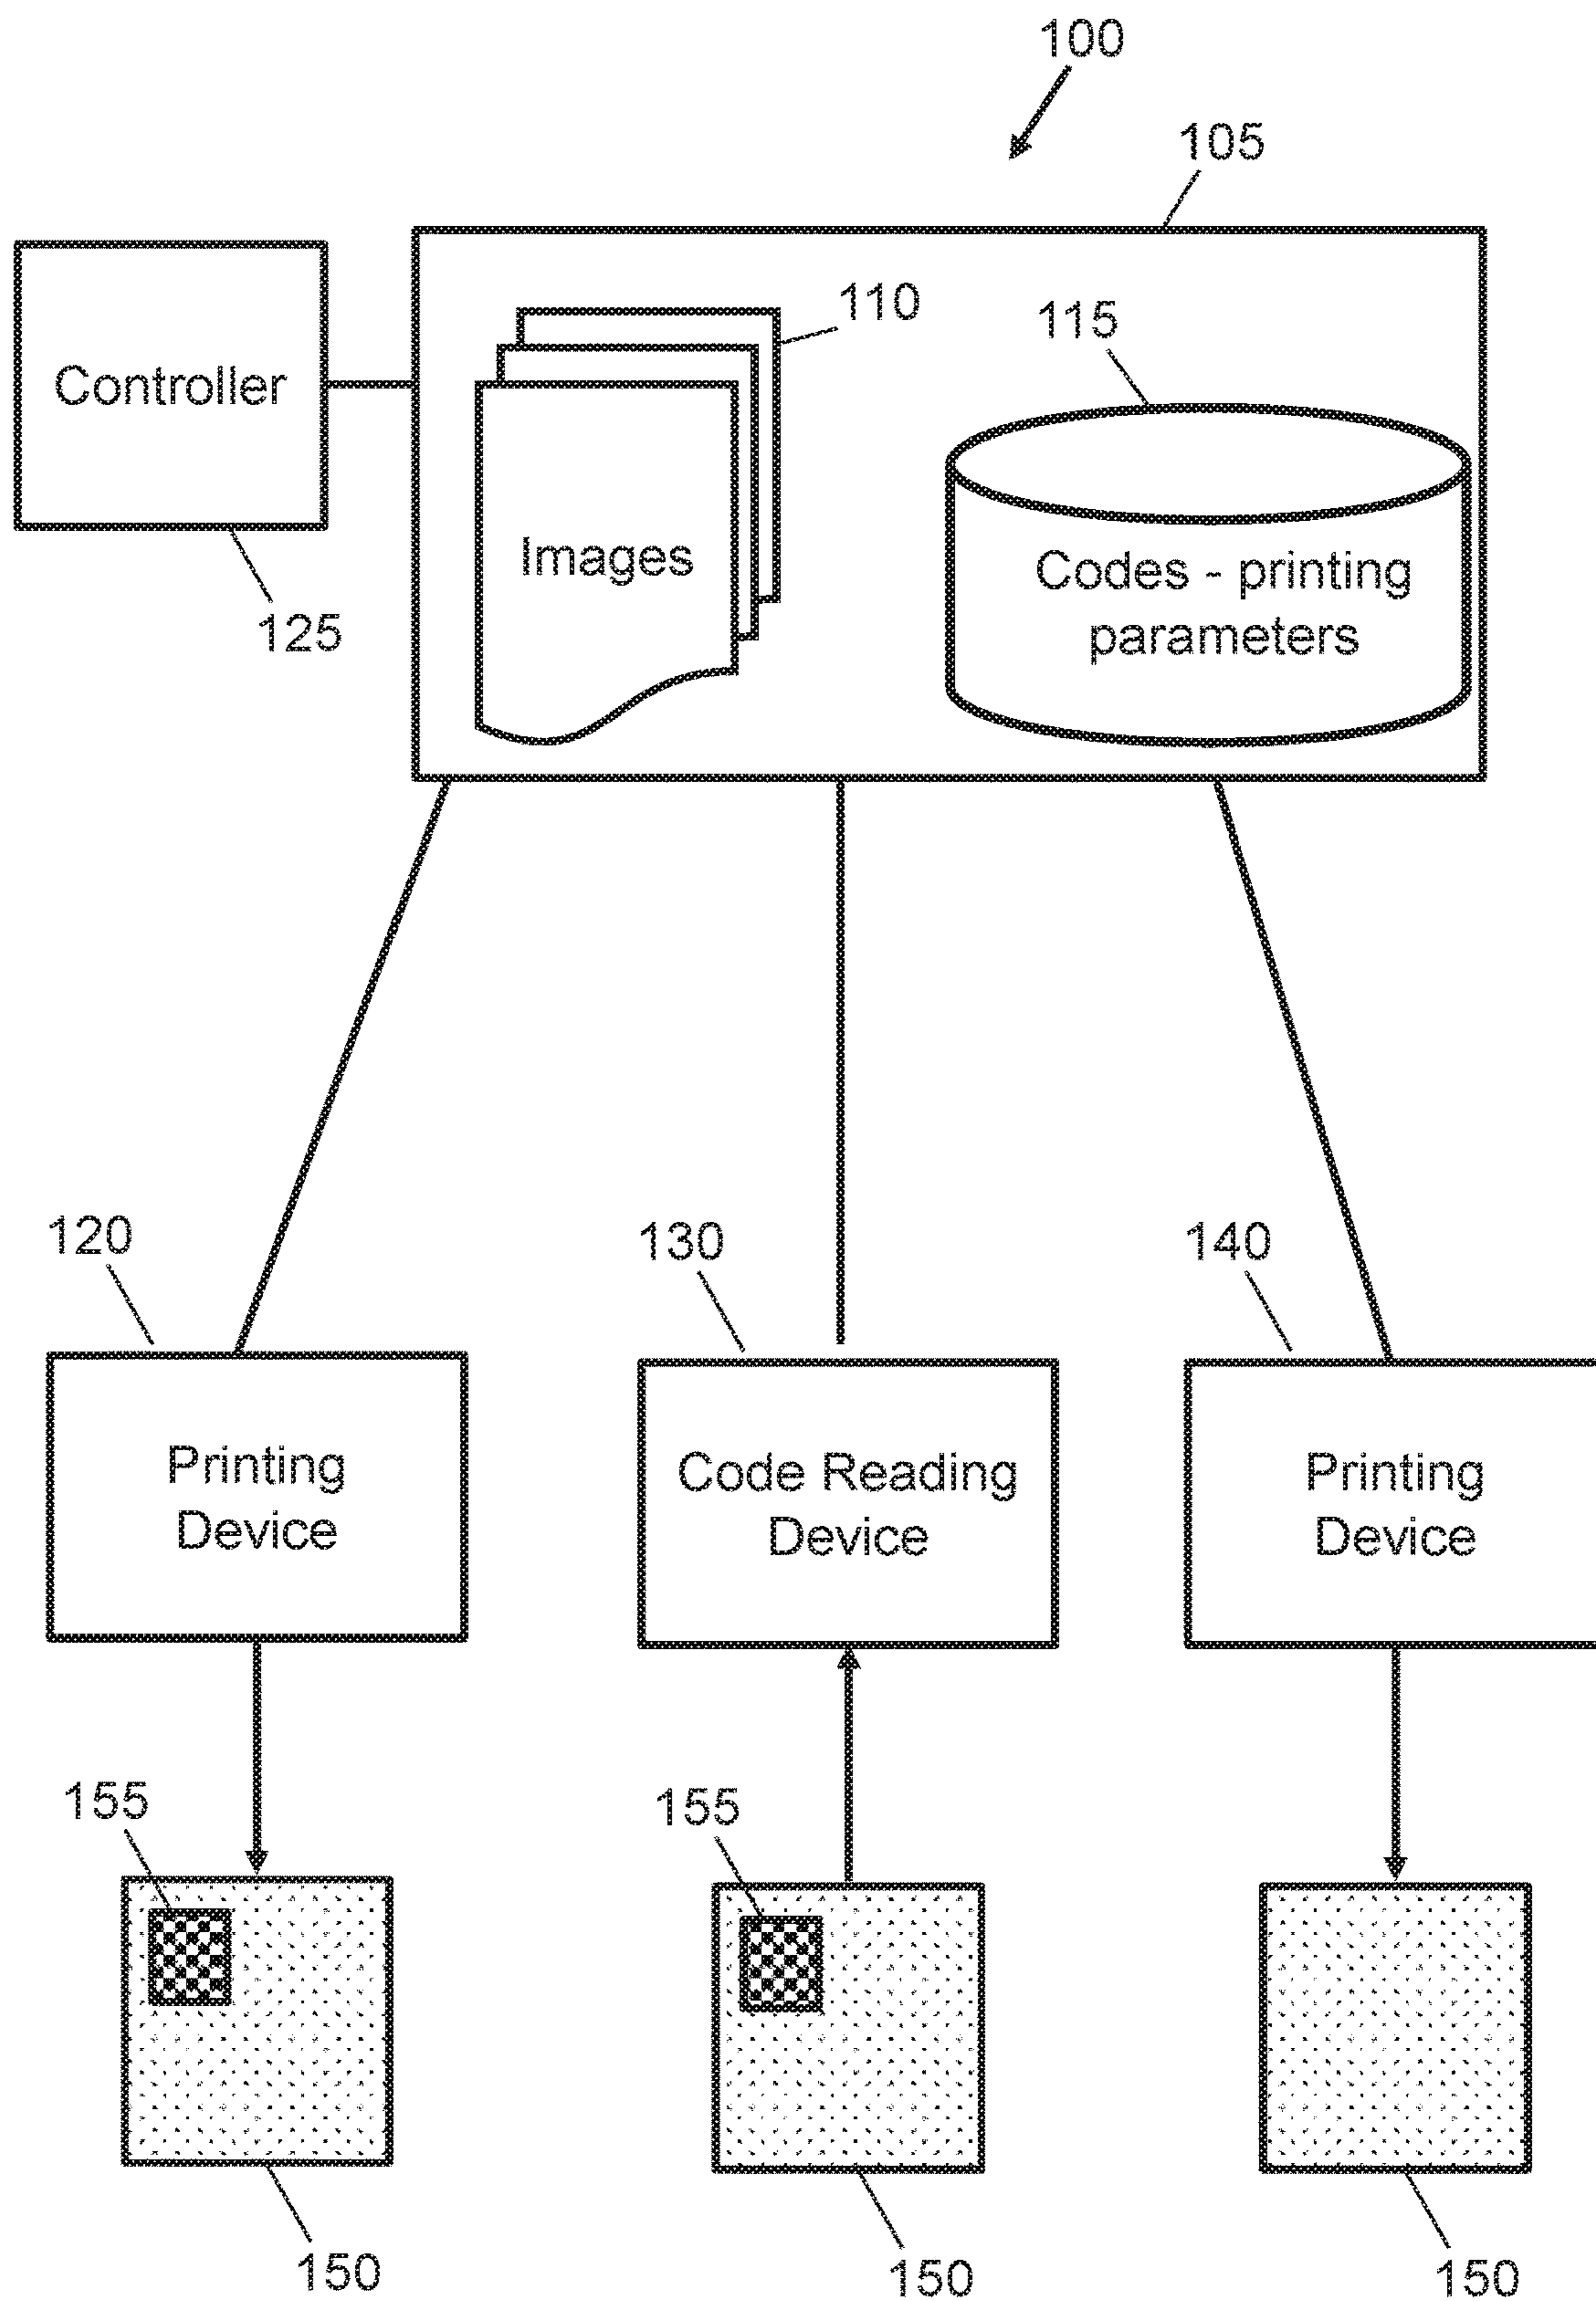 100
105
110
115
Controller
Images
Codes - printing
parameters
125
120
130
140
Printing
Device
Code Reading
Device
Printing
Device
155
155
150
150
150